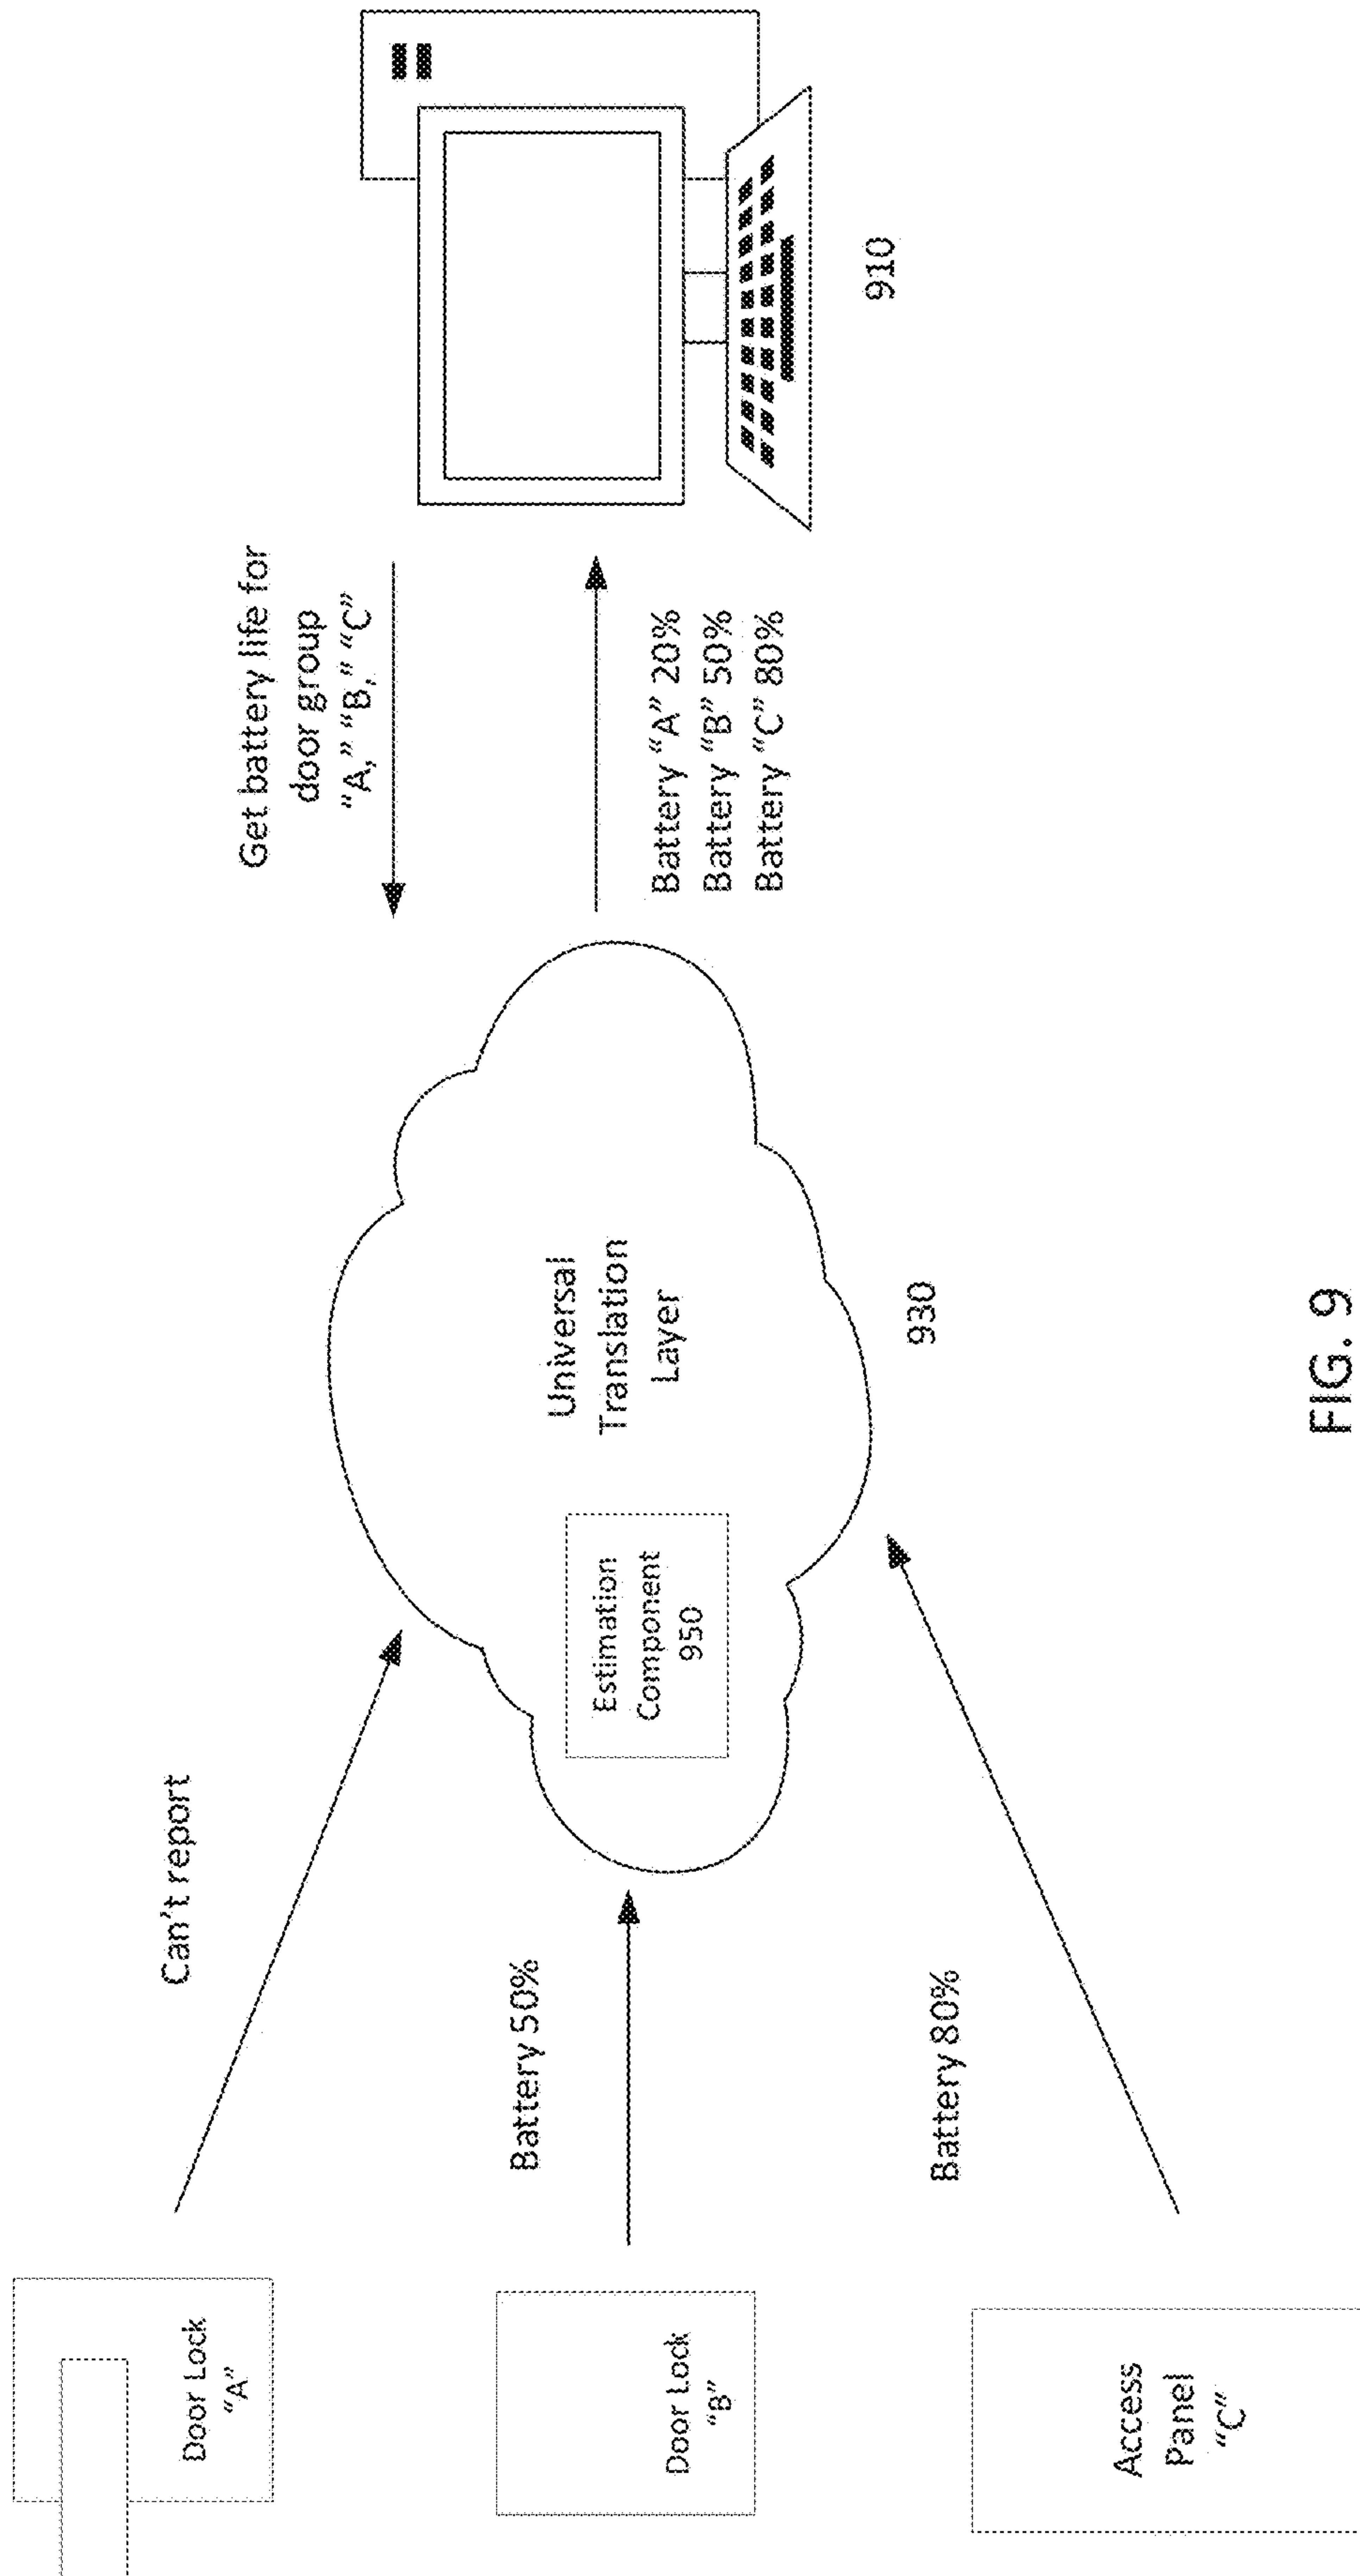 Door Lock
"A"
Door Lock
"B"
Access
Panel
"C"
Can't report
Battery 50%
Battery 80%
Estimation
Component
950
Universal
Translation
Layer
930
Get battery life for
door group
"A," "B," "C"
Battery "A" 20%
Battery "B" 50%
Battery "C" 80%
910
FIG. 9